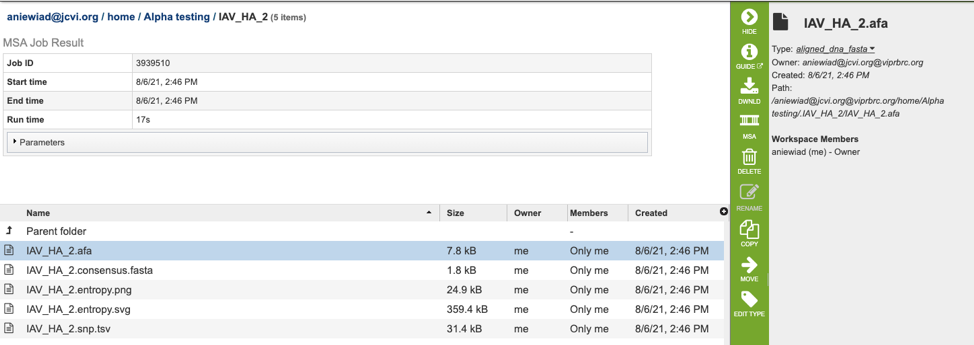 aniewiad@jcvi.org / home / Alpha testing / IAV_HA_2 (5 items)
MSA Job Result
Job ID 3939510
Start time 8/6/21, 2:46 PM
End time 8/6/21, 2:46 PM
Run time 17s
Parameters
Name Size Owner Members Created
Parent folder -
IAV_HA_2.afa 7.8 kB me Only me 8/6/21, 2:46 PM
IAV_HA_2.consensus.fasta 1.8 kB me Only me 8/6/21, 2:46 PM
IAV_HA_2.entropy.png 24.9 kB me Only me 8/6/21, 2:46 PM
IAV_HA_2.entropy.svg 359.4 kB me Only me 8/6/21, 2:46 PM
IAV_HA_2.snp.tsv 31.4 kB me Only me 8/6/21, 2:46 PM
HIDE
GUIDE
DWNLD
MSA
DELETE
RENAME
COPY
MOVE
EDIT TYPE
IAV_HA_2.afa
Type: aligned_dna_fasta
Owner: aniewiad@jcvi.org@viprbrc.org
Created: 8/6/21, 2:46 PM
Path:
/aniewiad@jcvi.org@viprbrc.org/home/Alpha
testing/.IAV_HA_2/IAV_HA_2.afa
Workspace Members
aniewiad (me) - Owner